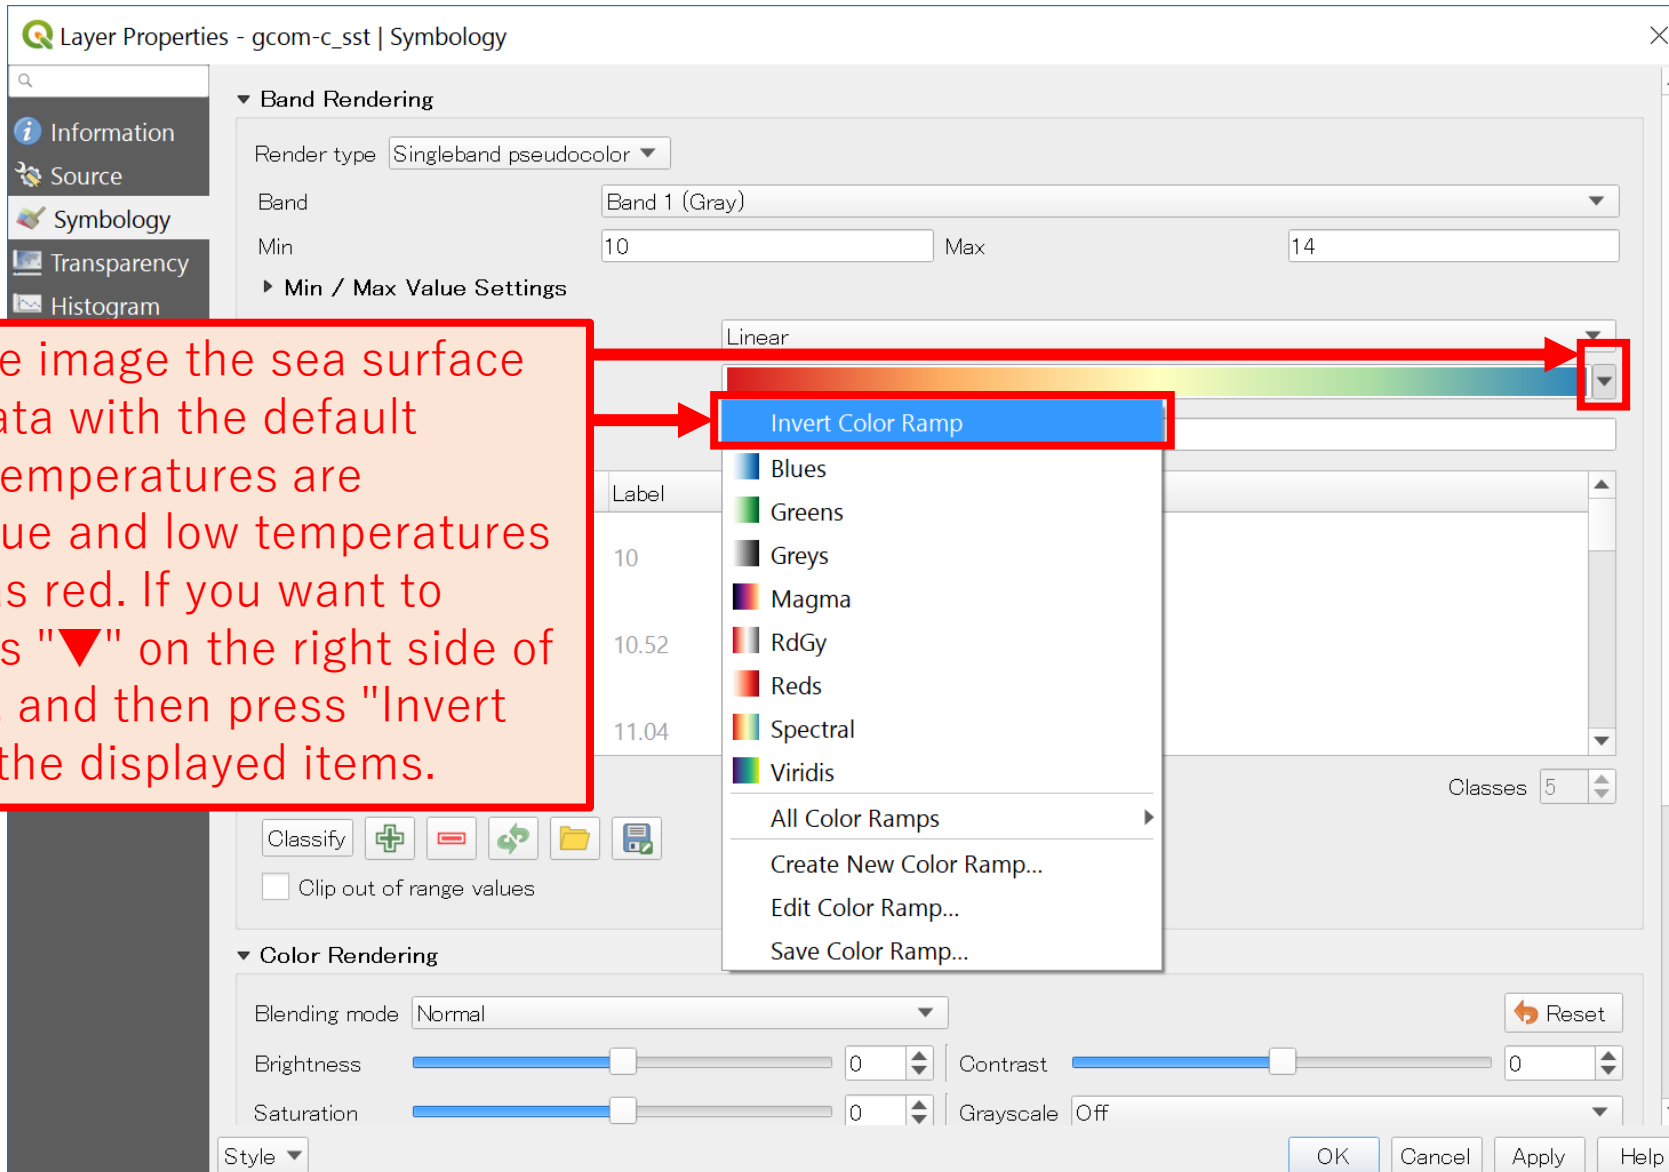 Layer Properties - gcom-c_sst | Symbology
Information
Source
Symbology
Transparency
Histogram
Band Rendering
Render type Singleband pseudocolor
Band Band 1 (Gray)
Min 10 Max 14
Min / Max Value Settings
Linear
e image the sea surface
ata with the default
emperatures are
ue and low temperatures
as red. If you want to
s "▼" on the right side of
and then press "Invert
the displayed items.
Invert Color Ramp
Blues
Greens
Greys
Magma
RdGy
Reds
Spectral
Viridis
All Color Ramps
Create New Color Ramp...
Edit Color Ramp...
Save Color Ramp...
Label
10
10.52
11.04
Classes 5
Classify
Clip out of range values
Color Rendering
Blending mode Normal
Reset
Brightness 0 Contrast 0
Saturation 0 Grayscale Off
Style
OK Cancel Apply Help